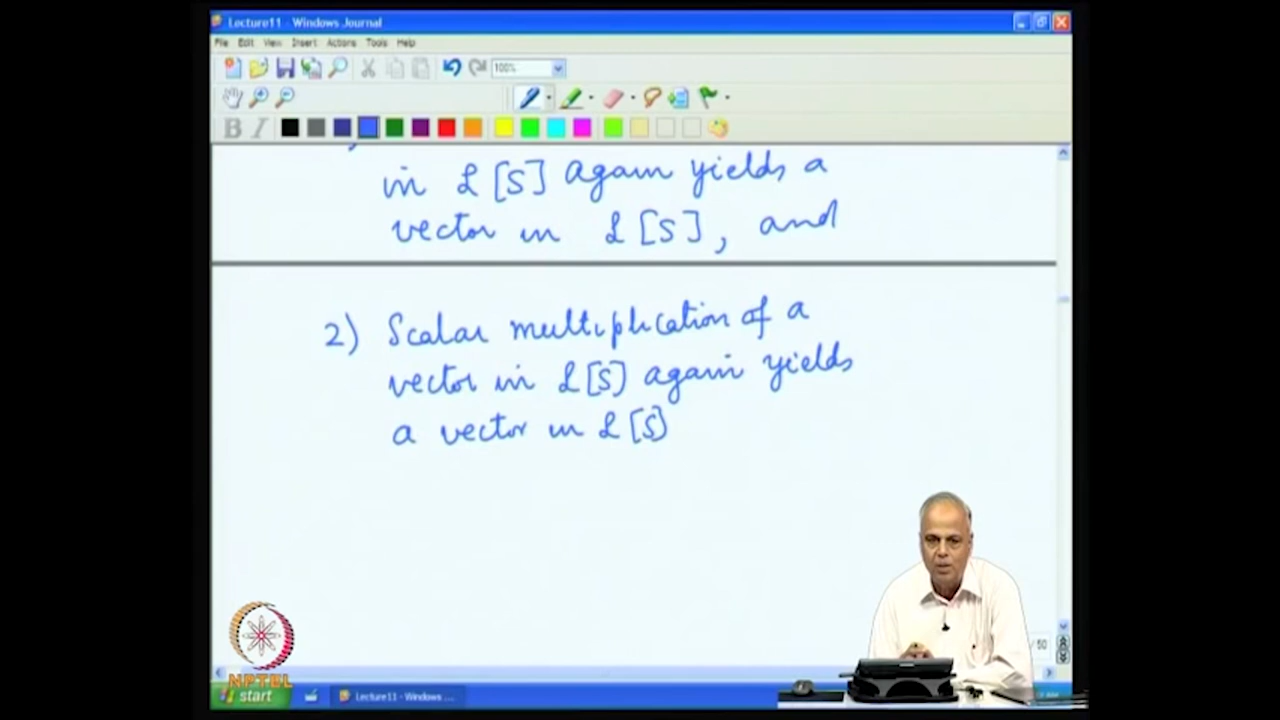 Lecture11 - Windows Journal
File Edit View Insert Actions Tools Help
100%
B I
in L[S] Again yields a
vector in L[S], and
2) Scalar multiplication of a
vector in L[S] again yields
a vector in L[S]
/ 50
NPTEL
start Lecture11 - Windows ...